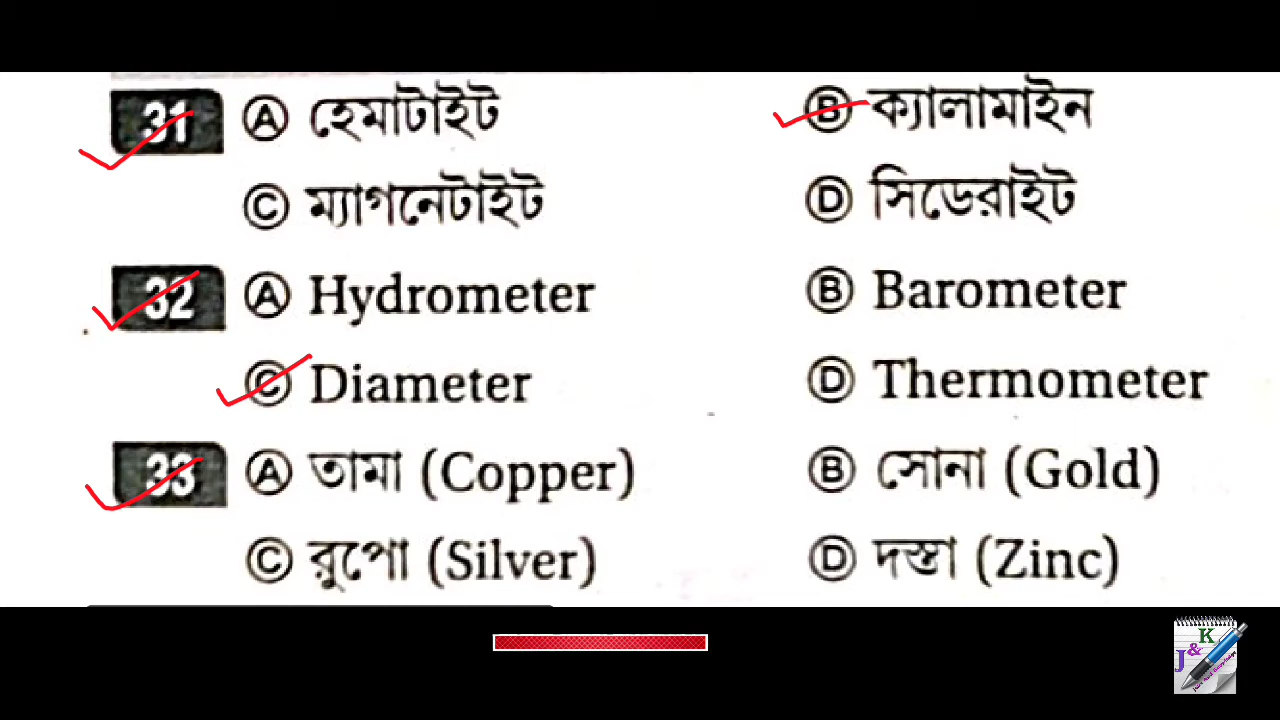 31 Ⓐ হেমাটাইট Ⓑ ক্যালামাইন
Ⓒ ম্যাগনেটাইট Ⓓ সিডেরাইট
32 Ⓐ Hydrometer Ⓑ Barometer
Ⓒ Diameter Ⓓ Thermometer
33 Ⓐ তামা (Copper) Ⓑ সোনা (Gold)
Ⓒ রুপো (Silver) Ⓓ দস্তা (Zinc)
J & K